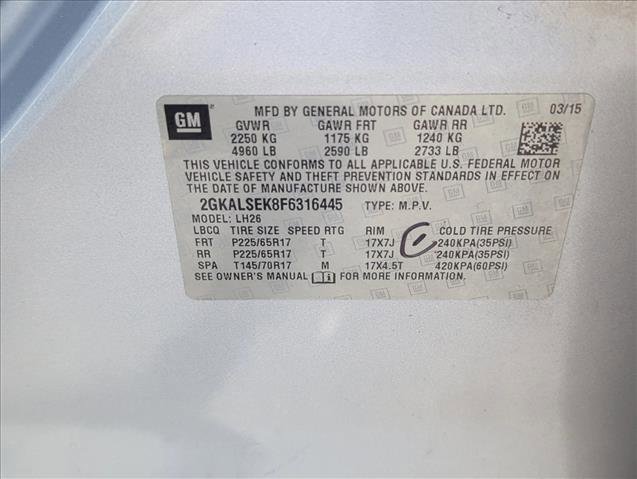 GM
MFD BY GENERAL MOTORS OF CANADA LTD. 03/15
GVWR GAWR FRT GAWR RR
2250 KG 1175 KG 1240 KG
4960 LB 2590 LB 2733 LB
THIS VEHICLE CONFORMS TO ALL APPLICABLE U.S. FEDERAL MOTOR
VEHICLE SAFETY AND THEFT PREVENTION STANDARDS IN EFFECT ON
THE DATE OF MANUFACTURE SHOWN ABOVE.
2GKALSEK8F6316445 TYPE: M.P.V.
MODEL: LH26
LBCQ TIRE SIZE SPEED RTG RIM COLD TIRE PRESSURE
FRT P225/65R17 T 17X7J 240KPA(35PSI)
RR P225/65R17 T 17X7J 240KPA(35PSI)
SPA T145/70R17 M 17X4.5T 420KPA(60PSI)
SEE OWNER'S MANUAL FOR MORE INFORMATION.